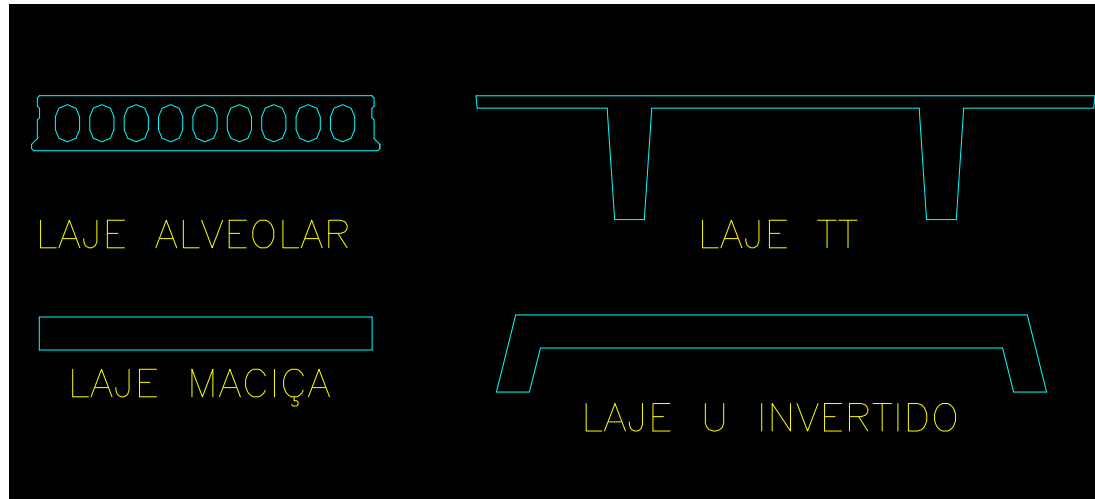 LAJE ALVEOLAR
LAJE TT
LAJE MACIÇA
LAJE U INVERTIDO